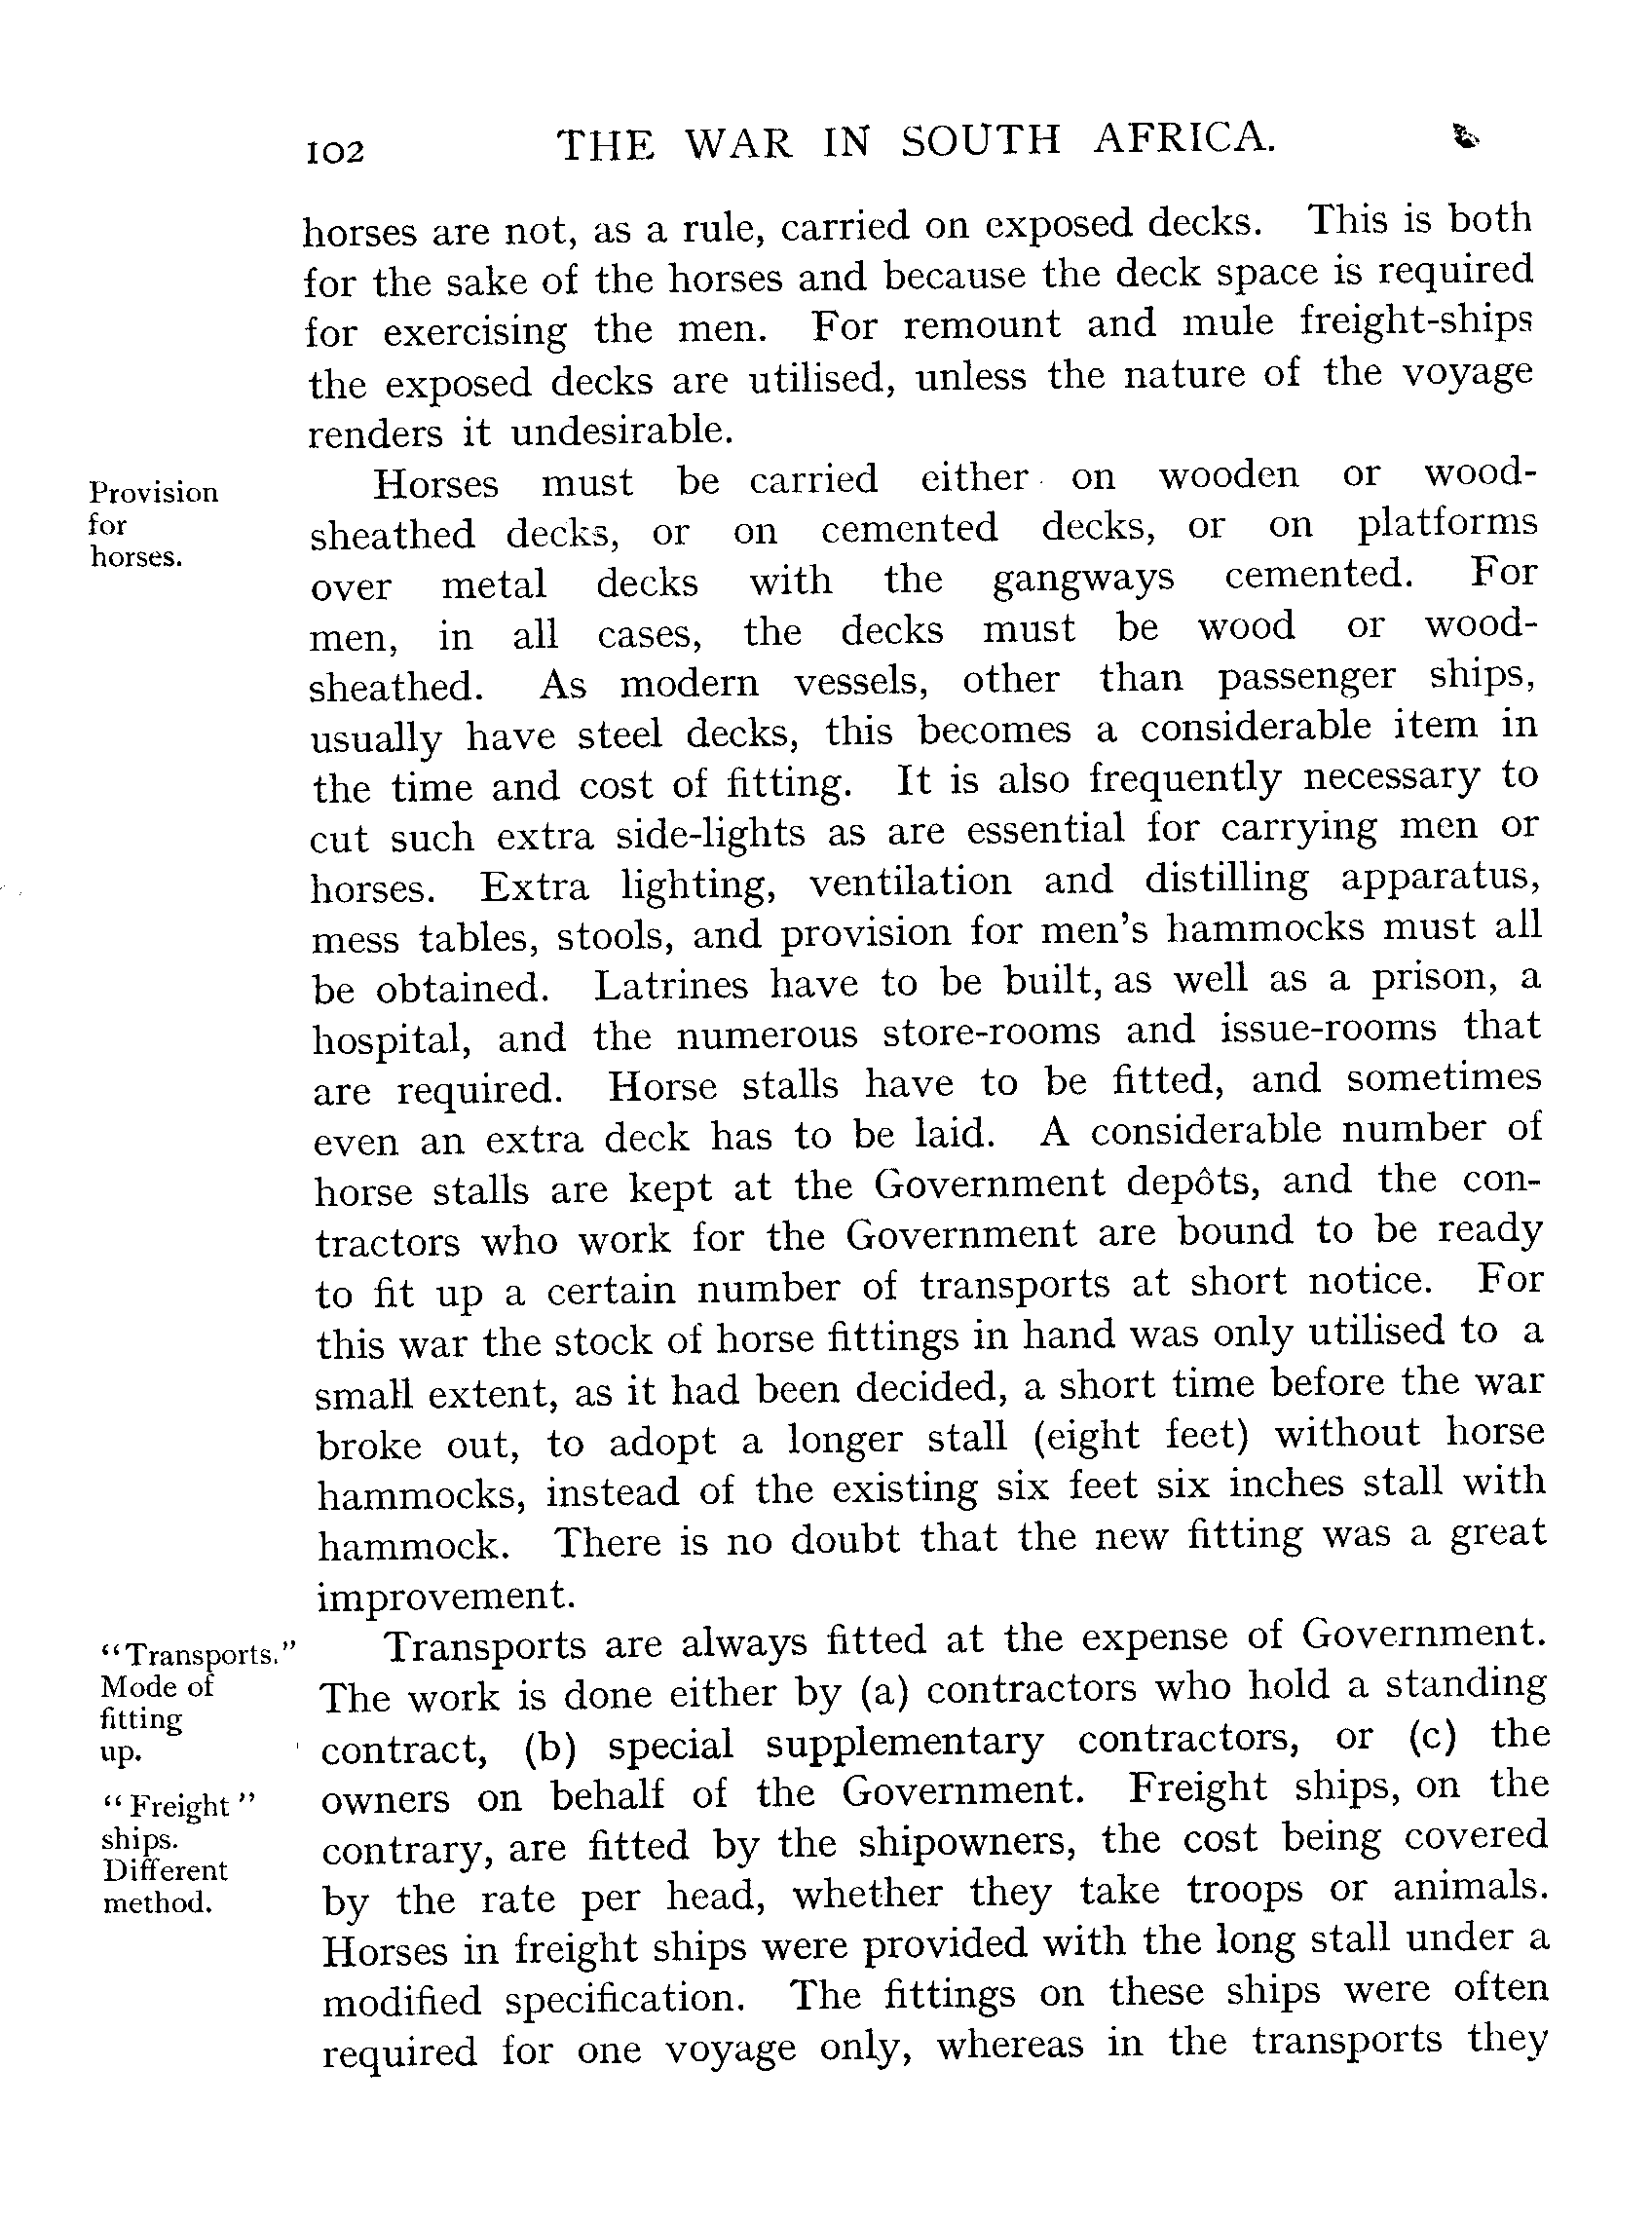 102 THE WAR IN SOUTH AFRICA.
horses are not, as a rule, carried on exposed decks. This is both
for the sake of the horses and because the deck space is required
for exercising the men. For remount and mule freight-ships
the exposed decks are utilised, unless the nature of the voyage
renders it undesirable.
Provision
for
horses.
Horses must be carried either on wooden or wood-
sheathed decks, or on cemented decks, or on platforms
over metal decks with the gangways cemented. For
men, in all cases, the decks must be wood or wood-
sheathed. As modern vessels, other than passenger ships,
usually have steel decks, this becomes a considerable item in
the time and cost of fitting. It is also frequently necessary to
cut such extra side-lights as are essential for carrying men or
horses. Extra lighting, ventilation and distilling apparatus,
mess tables, stools, and provision for men's hammocks must all
be obtained. Latrines have to be built, as well as a prison, a
hospital, and the numerous store-rooms and issue-rooms that
are required. Horse stalls have to be fitted, and sometimes
even an extra deck has to be laid. A considerable number of
horse stalls are kept at the Government depôts, and the con-
tractors who work for the Government are bound to be ready
to fit up a certain number of transports at short notice. For
this war the stock of horse fittings in hand was only utilised to a
small extent, as it had been decided, a short time before the war
broke out, to adopt a longer stall (eight feet) without horse
hammocks, instead of the existing six feet six inches stall with
hammock. There is no doubt that the new fitting was a great
improvement.
"Transports."
Mode of
fitting
up.
"Freight"
ships.
Different
method.
Transports are always fitted at the expense of Government.
The work is done either by (a) contractors who hold a standing
contract, (b) special supplementary contractors, or (c) the
owners on behalf of the Government. Freight ships, on the
contrary, are fitted by the shipowners, the cost being covered
by the rate per head, whether they take troops or animals.
Horses in freight ships were provided with the long stall under a
modified specification. The fittings on these ships were often
required for one voyage only, whereas in the transports they